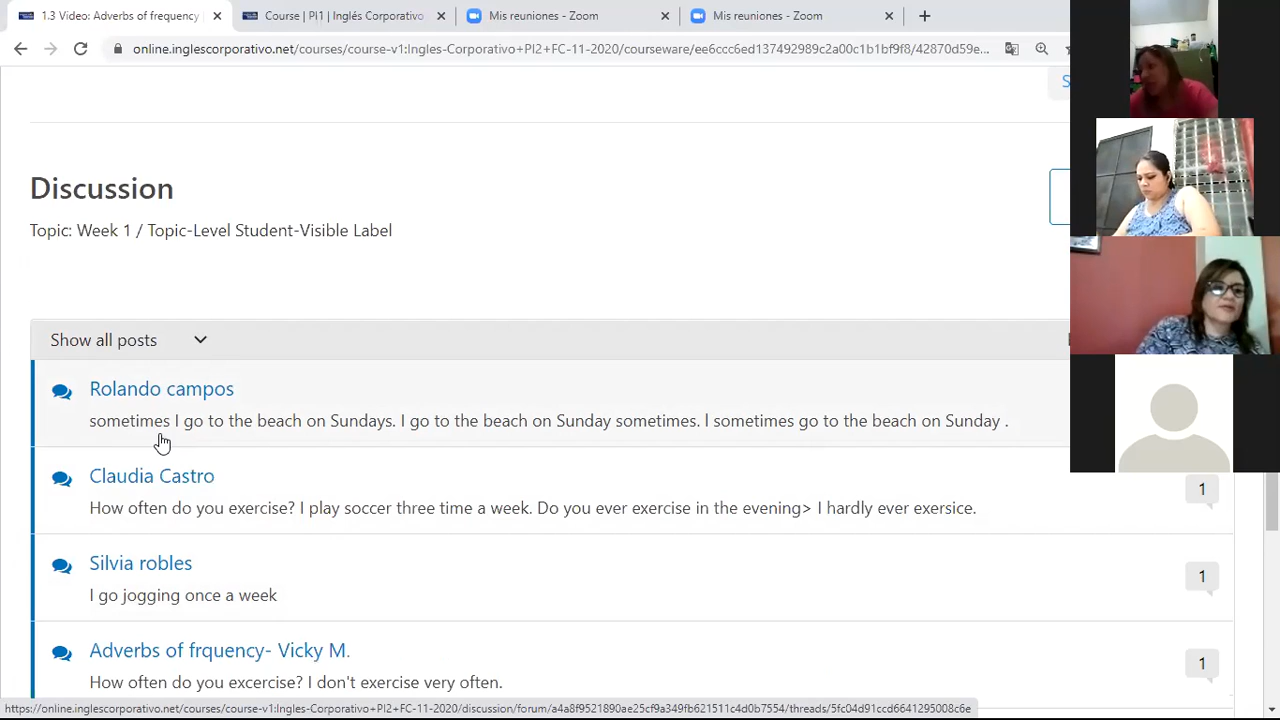 1.3 Video: Adverbs of frequency
Course | PI1 | Inglés Corporativo
Mis reuniones - Zoom
Mis reuniones - Zoom
online.inglescorporativo.net/courses/course-v1:Ingles-Corporativo+PI2+FC-11-2020/courseware/ee6ccc6ed137492989c2a00c1b1bf9f8/42870d59e...
Discussion
Topic: Week 1 / Topic-Level Student-Visible Label
Show all posts
Rolando campos
sometimes I go to the beach on Sundays. I go to the beach on Sunday sometimes. I sometimes go to the beach on Sunday .
Claudia Castro
1
How often do you exercise? I play soccer three time a week. Do you ever exercise in the evening> I hardly ever exersice.
Silvia robles
1
I go jogging once a week
Adverbs of frquency- Vicky M.
1
How often do you excercise? I don't exercise very often.
https://online.inglescorporativo.net/courses/course-v1:Ingles-Corporativo+PI2+FC-11-2020/discussion/forum/a4a8f9521890ae25cf9a349fb621511c4d0b7554/threads/5fc04d91ccd6641295008c6e